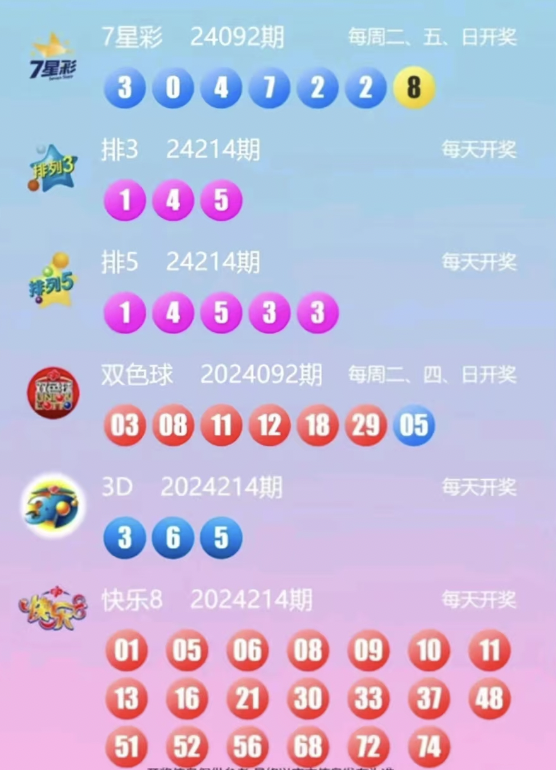 7星彩 24092期 每周二、五、日开奖
7星彩
3 0 4 7 2 2 8
排3 24214期 每天开奖
排列3
1 4 5
排5 24214期 每天开奖
排列5
1 4 5 3 3
双色球 2024092期 每周二、四、日开奖
双色球
03 08 11 12 18 29 05
3D 2024214期 每天开奖
3D
3 6 5
快乐8 2024214期 每天开奖
快乐
01 05 06 08 09 10 11
13 16 21 30 33 37 48
51 52 56 68 72 74